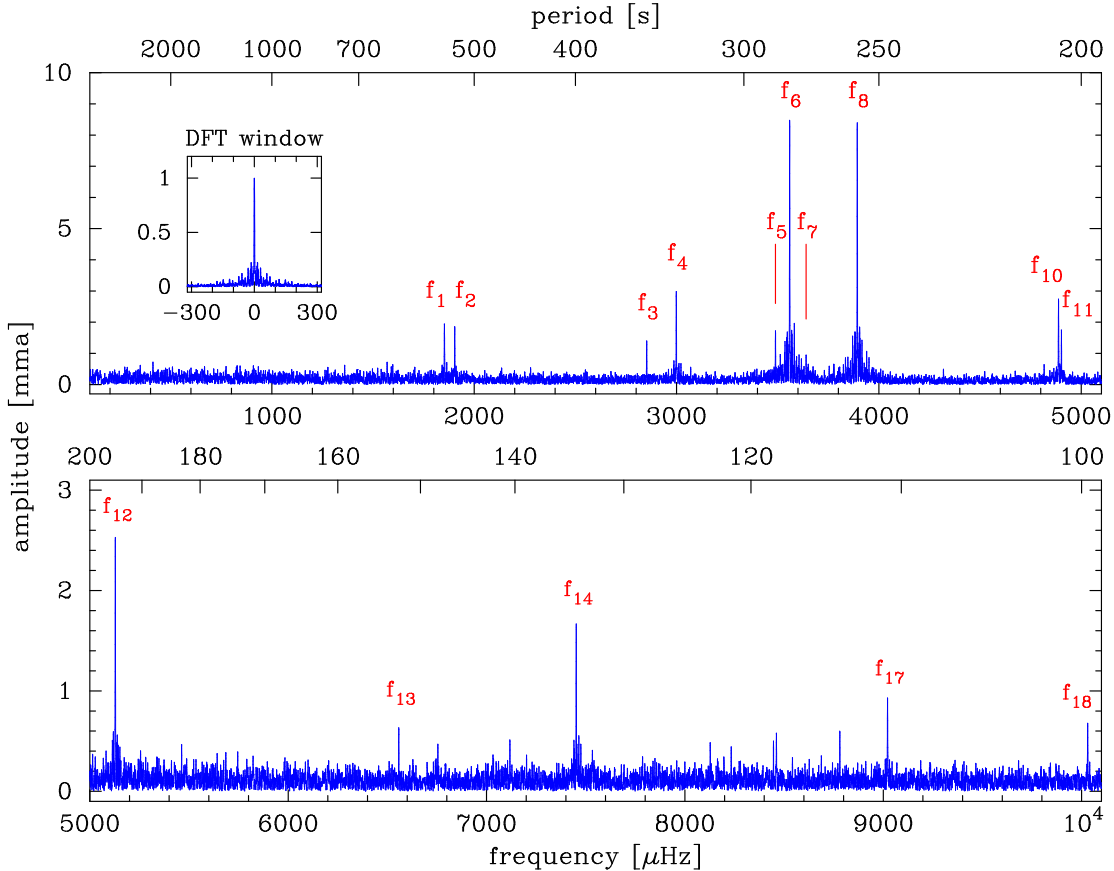 period [s]
2000 1000 700 500 400 300 250 200
10
5
0
DFT window
1
0.5
0
−300 0 300
f1 f2 f3 f4 f5 f6 f7 f8 f10 f11
1000 2000 3000 4000 5000
amplitude [mma]
200 180 160 140 120 100
3
2
1
0
f12 f13 f14 f17 f18
5000 6000 7000 8000 9000 10^4
frequency [μHz]